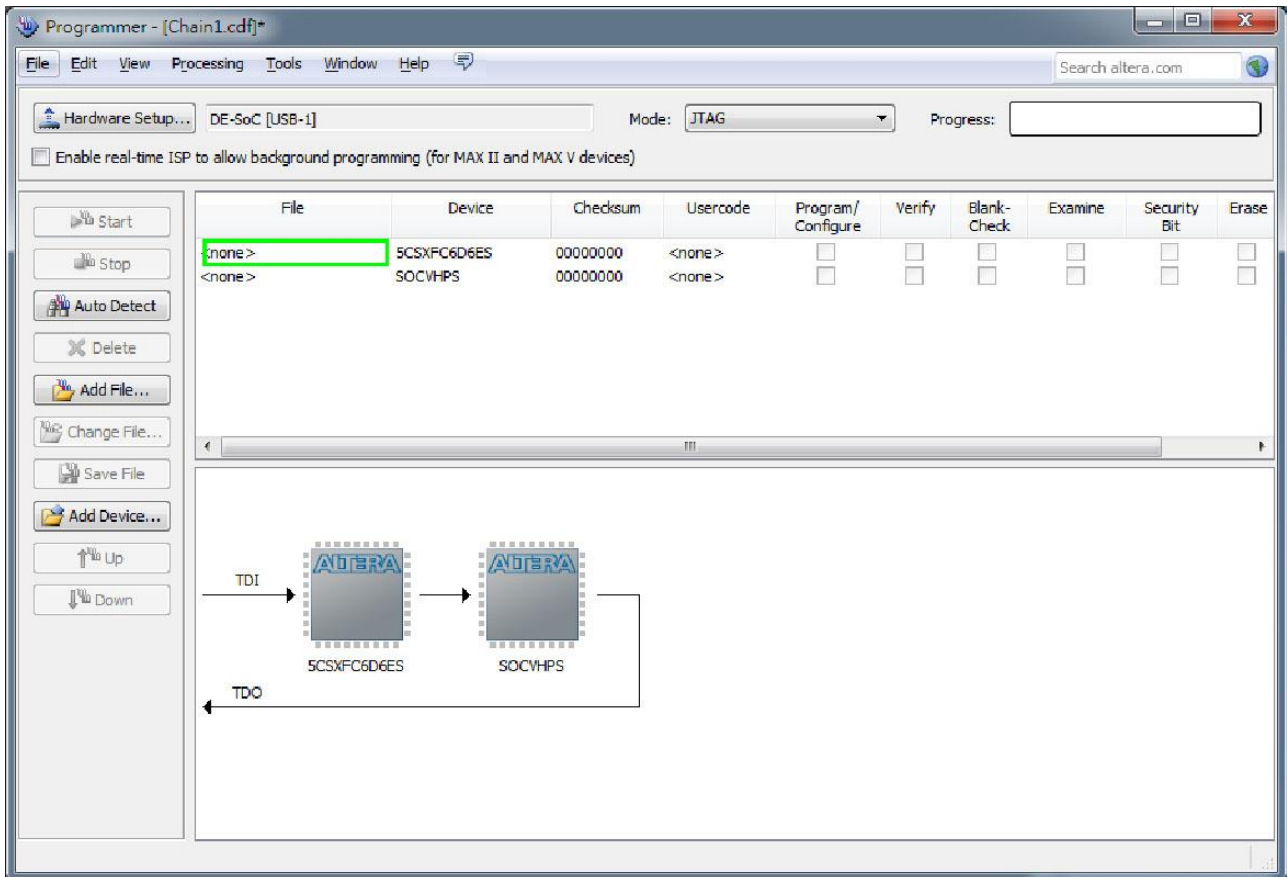 Programmer - [Chain1.cdf]*
File Edit View Processing Tools Window Help
Search altera.com
Hardware Setup... DE-SoC [USB-1] Mode: JTAG Progress:
Enable real-time ISP to allow background programming (for MAX II and MAX V devices)
Start
Stop
Auto Detect
Delete
Add File...
Change File...
Save File
Add Device...
Up
Down
File Device Checksum Usercode Program/Configure Verify Blank-Check Examine Security Bit Erase
<none> 5CSXFC6D6ES 00000000 <none>
<none> SOCVHPS 00000000 <none>
ALTERA ALTERA
TDI
5CSXFC6D6ES SOCVHPS
TDO